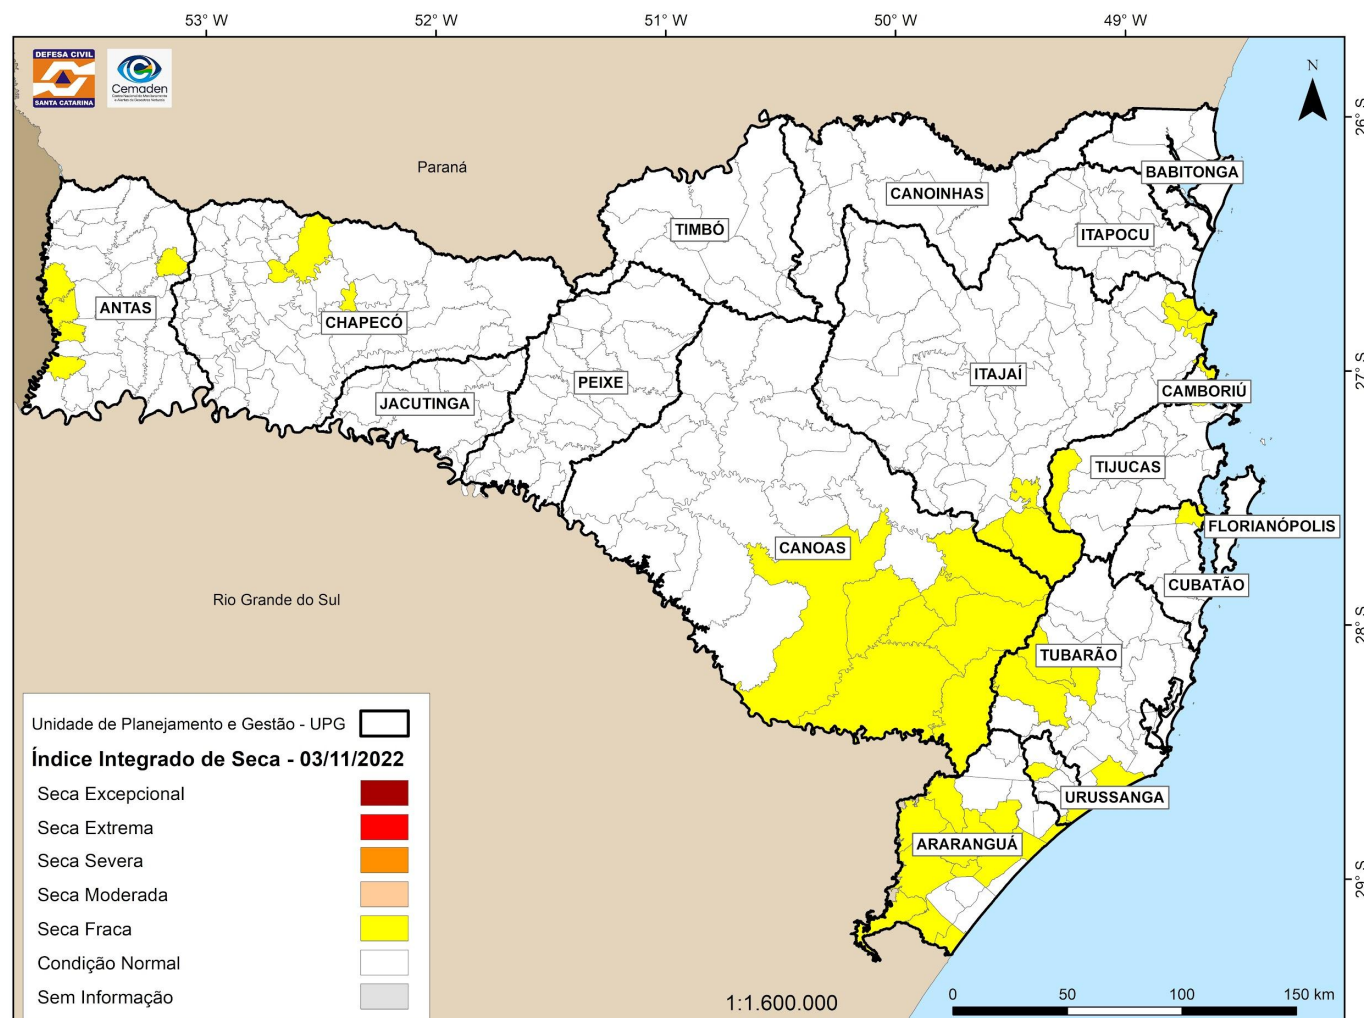 53° W 52° W 51° W 50° W 49° W
DEFESA CIVIL
SANTA CATARINA
Cemaden
N
26° S
Paraná
BABITONGA
CANOINHAS
TIMBÓ
ITAPOCU
ANTAS
CHAPECÓ
27° S
ITAJAÍ
PEIXE
CAMBORIÚ
JACUTINGA
TIJUCAS
FLORIANÓPOLIS
CANOAS
CUBATÃO
Rio Grande do Sul
28° S
TUBARÃO
Unidade de Planejamento e Gestão - UPG
Índice Integrado de Seca - 03/11/2022
Seca Excepcional
Seca Extrema
Seca Severa
Seca Moderada
Seca Fraca
Condição Normal
Sem Informação
URUSSANGA
ARARANGUÁ
29° S
1:1.600.000
0 50 100 150 km